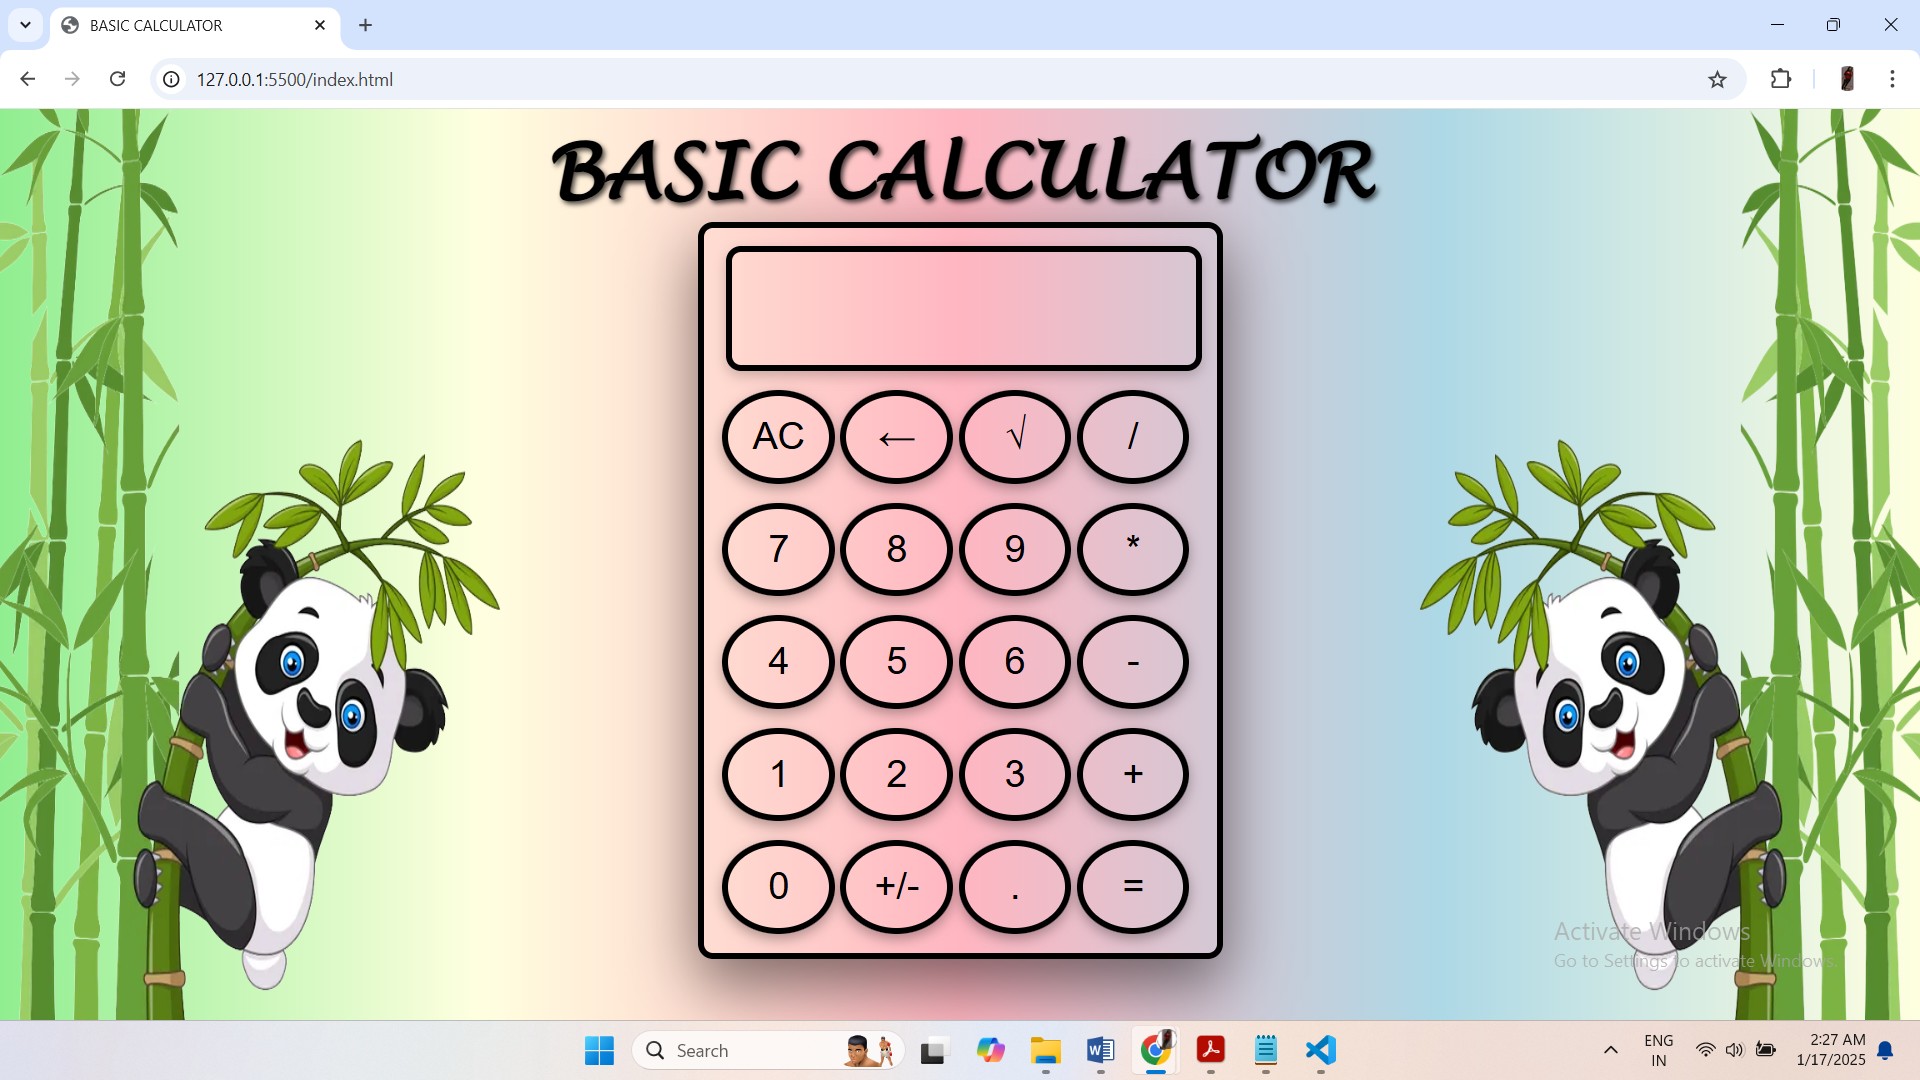 BASIC CALCULATOR
127.0.0.1:5500/index.html
BASIC CALCULATOR
AC ← √ /
7 8 9 *
4 5 6 -
1 2 3 +
0 +/- . =
Activate Windows
Go to Settings to activate Windows.
Search
ENG
IN
2:27 AM
1/17/2025